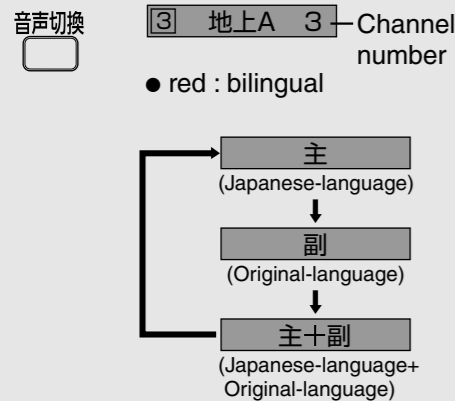 音声切換
3 地上A 3
Channel
number
● red : bilingual
主
(Japanese-language)
副
(Original-language)
主＋副
(Japanese-language+
Original-language)